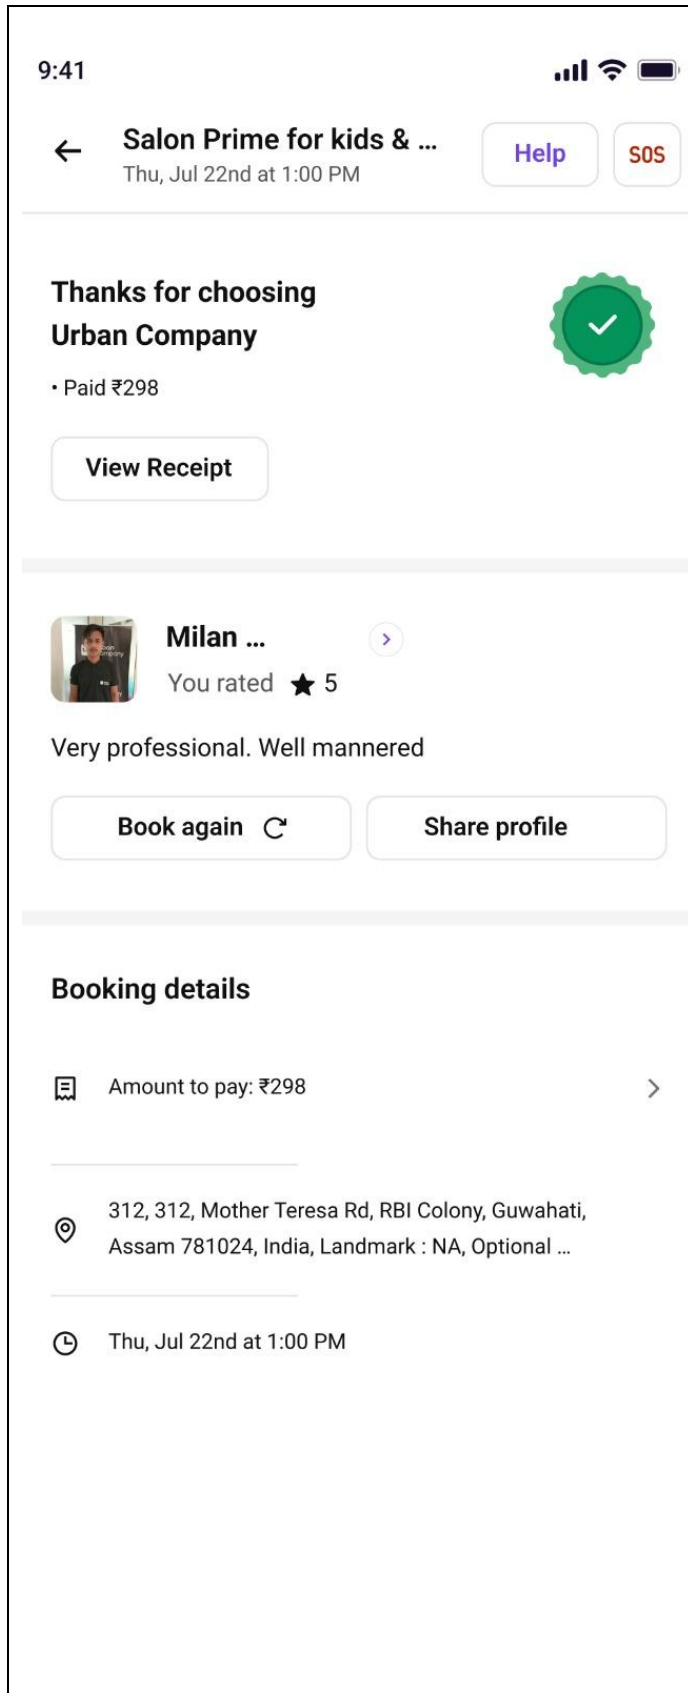 9:41
Salon Prime for kids & ...
Thu, Jul 22nd at 1:00 PM
Help
SOS
Thanks for choosing
Urban Company
• Paid ₹298
View Receipt
Milan ...
You rated ★ 5
Very professional. Well mannered
Book again
Share profile
Booking details
Amount to pay: ₹298
312, 312, Mother Teresa Rd, RBI Colony, Guwahati,
Assam 781024, India, Landmark : NA, Optional ...
Thu, Jul 22nd at 1:00 PM